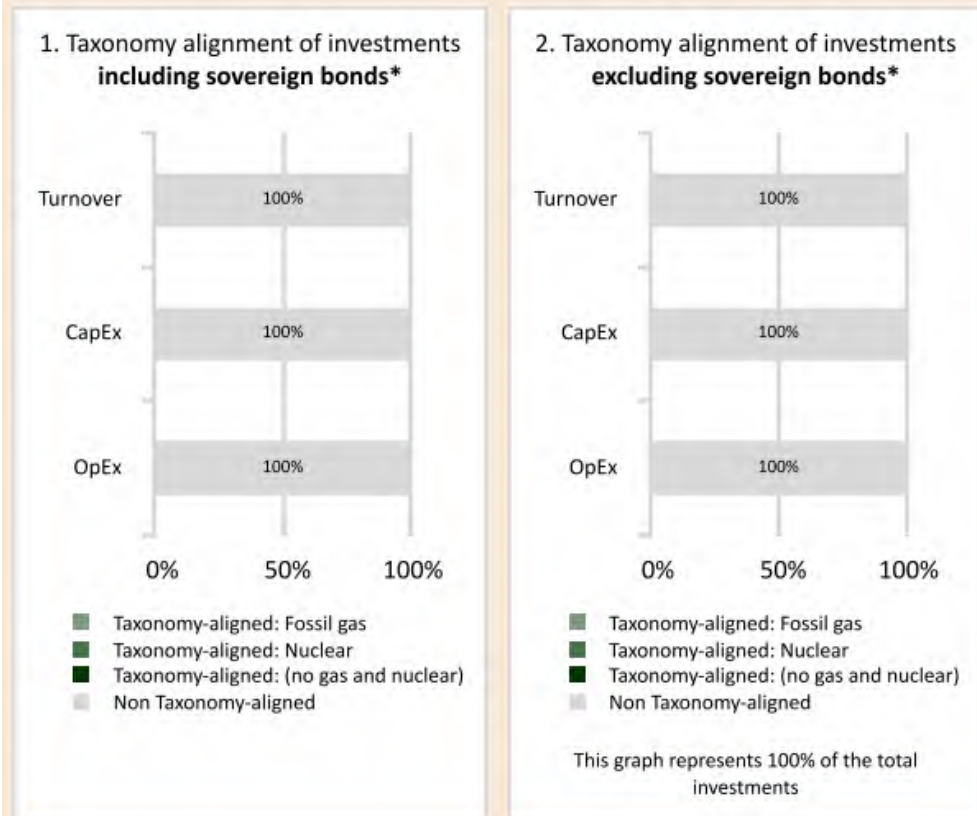 1. Taxonomy alignment of investments
including sovereign bonds*
Turnover
100%
CapEx
100%
OpEx
100%
0% 50% 100%
Taxonomy-aligned: Fossil gas
Taxonomy-aligned: Nuclear
Taxonomy-aligned: (no gas and nuclear)
Non Taxonomy-aligned
2. Taxonomy alignment of investments
excluding sovereign bonds*
Turnover
100%
CapEx
100%
OpEx
100%
0% 50% 100%
Taxonomy-aligned: Fossil gas
Taxonomy-aligned: Nuclear
Taxonomy-aligned: (no gas and nuclear)
Non Taxonomy-aligned
This graph represents 100% of the total
investments